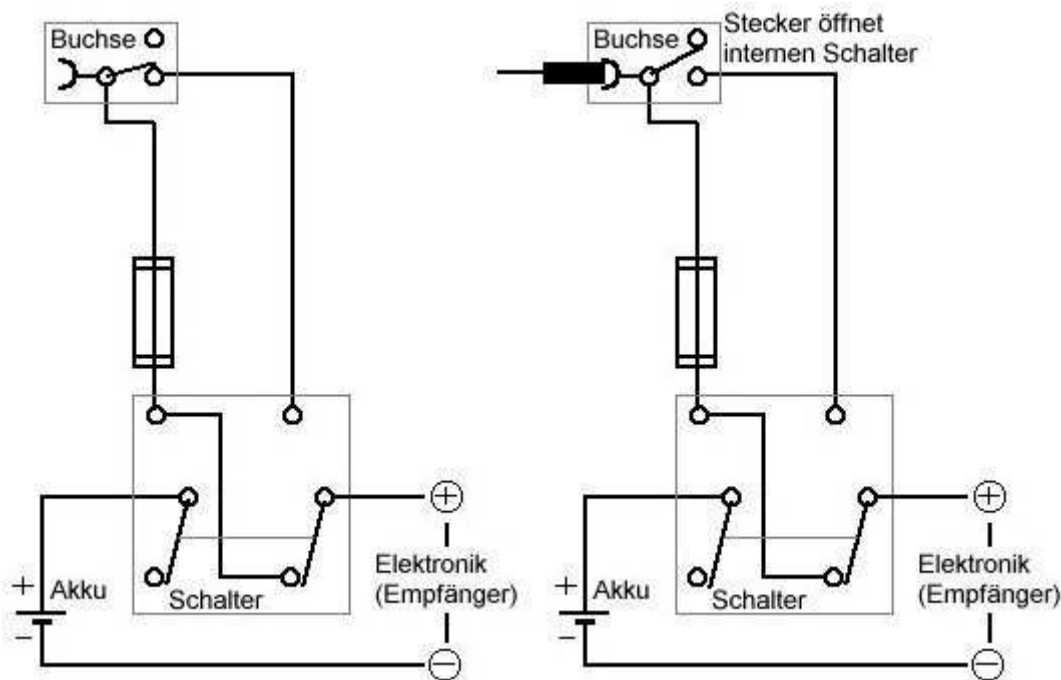 Buchse
+
Akku
−
Schalter
+
Elektronik
(Empfänger)
−
Buchse
Stecker öffnet
internen Schalter
+
Akku
−
Schalter
+
Elektronik
(Empfänger)
−